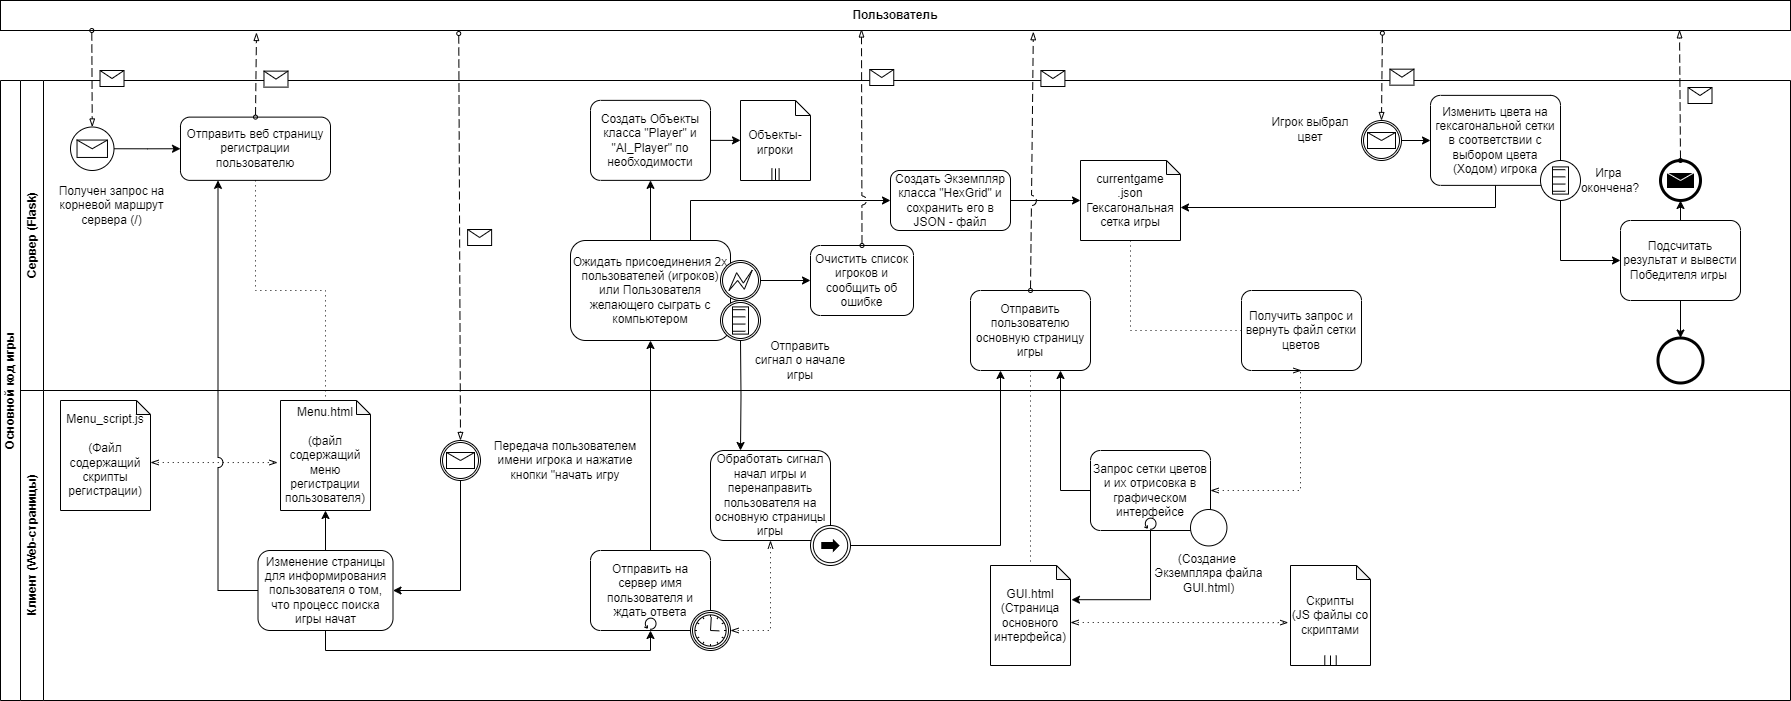 Пользователь
Основной код игры
Сервер (Flask)
Клиент (Web-страницы)
Получен запрос на
корневой маршрут
сервера (/)
Отправить веб страницу
регистрации
пользователю
Создать Объекты
класса "Player" и
"AI_Player" по
необходимости
Объекты-
игроки
Ожидать присоединения 2х
пользователей (игроков)
или Пользователя
желающего сыграть с
компьютером
Очистить список
игроков и
сообщить об
ошибке
Отправить
сигнал о начале
игры
Создать Экземпляр
класса "HexGrid" и
сохранить его в
JSON - файл
currentgame
.json
Гексагональная
сетка игры
Отправить
пользователю
основную страницу
игры
Получить запрос и
вернуть файл сетки
цветов
Игрок выбрал
цвет
Изменить цвета на
гексагональной сетки
в соответствии с
выбором цвета
(Ходом) игрока
Игра
окончена?
Подсчитать
результат и вывести
Победителя игры
Menu_script.js
(Файл
содержащий
скрипты
регистрации)
Menu.html
(файл
содержащий
меню
регистрации
пользователя)
Передача пользователем
имени игрока и нажатие
кнопки "начать игру
Изменение страницы
для информирования
пользователя о том,
что процесс поиска
игры начат
Отправить на
сервер имя
пользователя и
ждать ответа
Обработать сигнал
начал игры и
перенаправить
пользователя на
основную страницы
игры
Запрос сетки цветов
и их отрисовка в
графическом
интерфейсе
(Создание
Экземпляра файла
GUI.html)
GUI.html
(Страница
основного
интерфейса)
Скрипты
(JS файлы со
скриптами